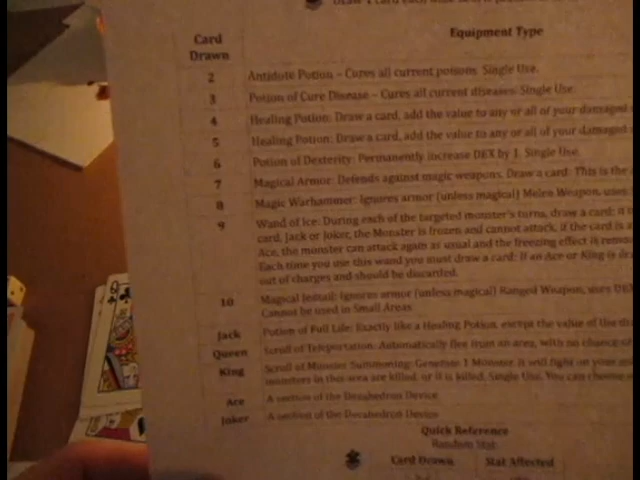 Draw 1 card each
Card
Drawn
Equipment Type
2 Antidote Potion – Cures all current poisons. Single Use.
3 Potion of Cure Disease – Cures all current diseases. Single Use.
4 Healing Potion: Draw a card, add the value to any or all of your damaged
5 Healing Potion: Draw a card, add the value to any or all of your damaged
6 Potion of Dexterity: Permanently increase DEX by 1. Single Use.
7 Magical Armor: Defends against magic weapons. Draw a card: This is the
8 Magic Warhammer: Ignores armor (unless magical) Melee Weapon, uses
9 Wand of Ice: During each of the targeted monster's turns, draw a card: if
card, Jack or Joker, the Monster is frozen and cannot attack, if the card is a
Ace, the monster can attack again as usual and the freezing effect is
Each time you use this wand you must draw a card: If an Ace or King is
out of charges and should be discarded.
10 Magical Ignores armor (unless magical) Ranged Weapon, uses
Cannot be used in Small Areas
Jack Potion of Full Life: Exactly like a Healing Potion, except the value of the
Queen Scroll of Teleportation: Automatically flee from an area, with no chance of
King Scroll of Monster Summoning: Generate 1 Monster, it will fight on your
monsters in this area are killed, or it is killed. Single Use. You can choose
Ace A section of the Decahedron Device
Joker A section of the Decahedron Device
Quick Reference
Random Stat
Card Drawn Stat Affected
Q